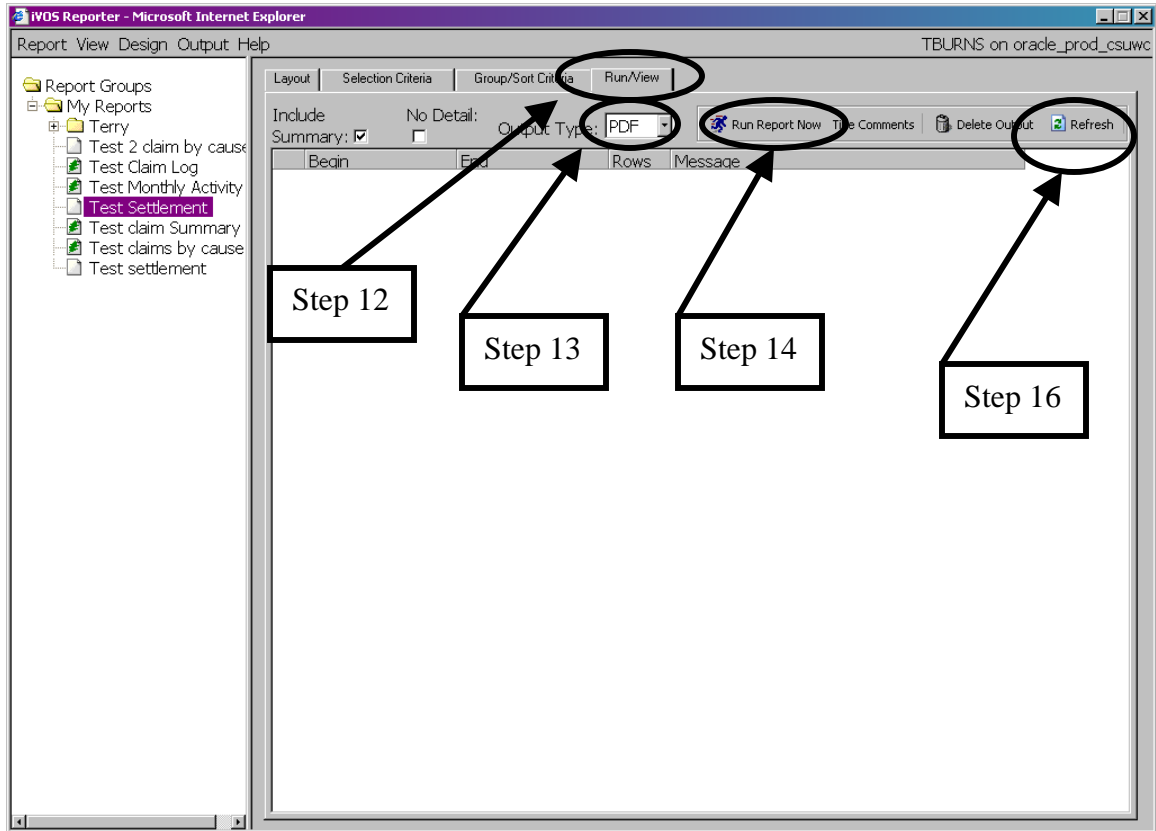 iVOS Reporter - Microsoft Internet Explorer
Report View Design Output Help
TBURNS on oracle_prod_csuwc
Report Groups
My Reports
Terry
Test 2 claim by cause
Test Claim Log
Test Monthly Activity
Test Settlement
Test claim Summary
Test claims by cause
Test settlement
Layout Selection Criteria Group/Sort Criteria Run/View
Include No Detail:
Summary: Output Type: PDF Run Report Now Title Comments Delete Output Refresh
Begin End Rows Message
Step 12
Step 13
Step 14
Step 16